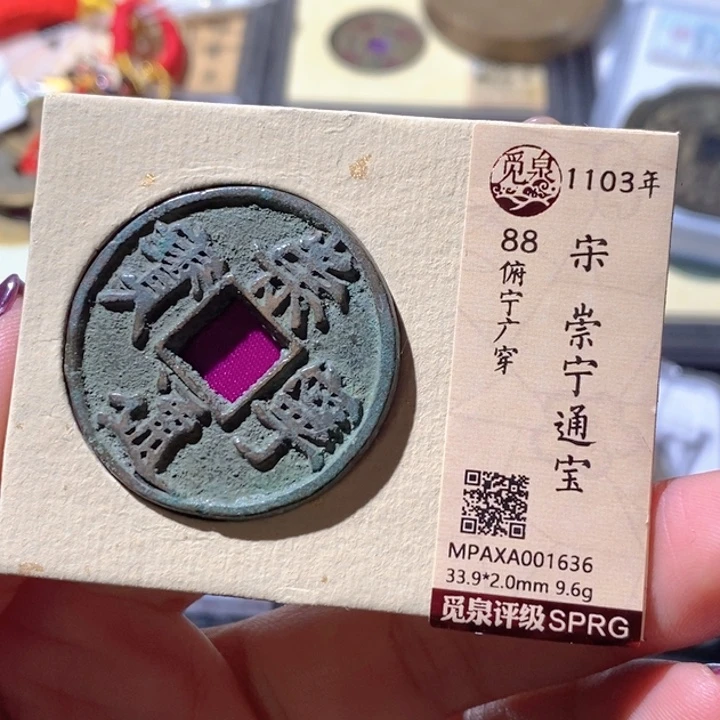 觅泉
1103年
88
俯宁广穿
宋 崇宁通宝
MPAXA001636
33.9*2.0mm 9.6g
觅泉评级SPRG